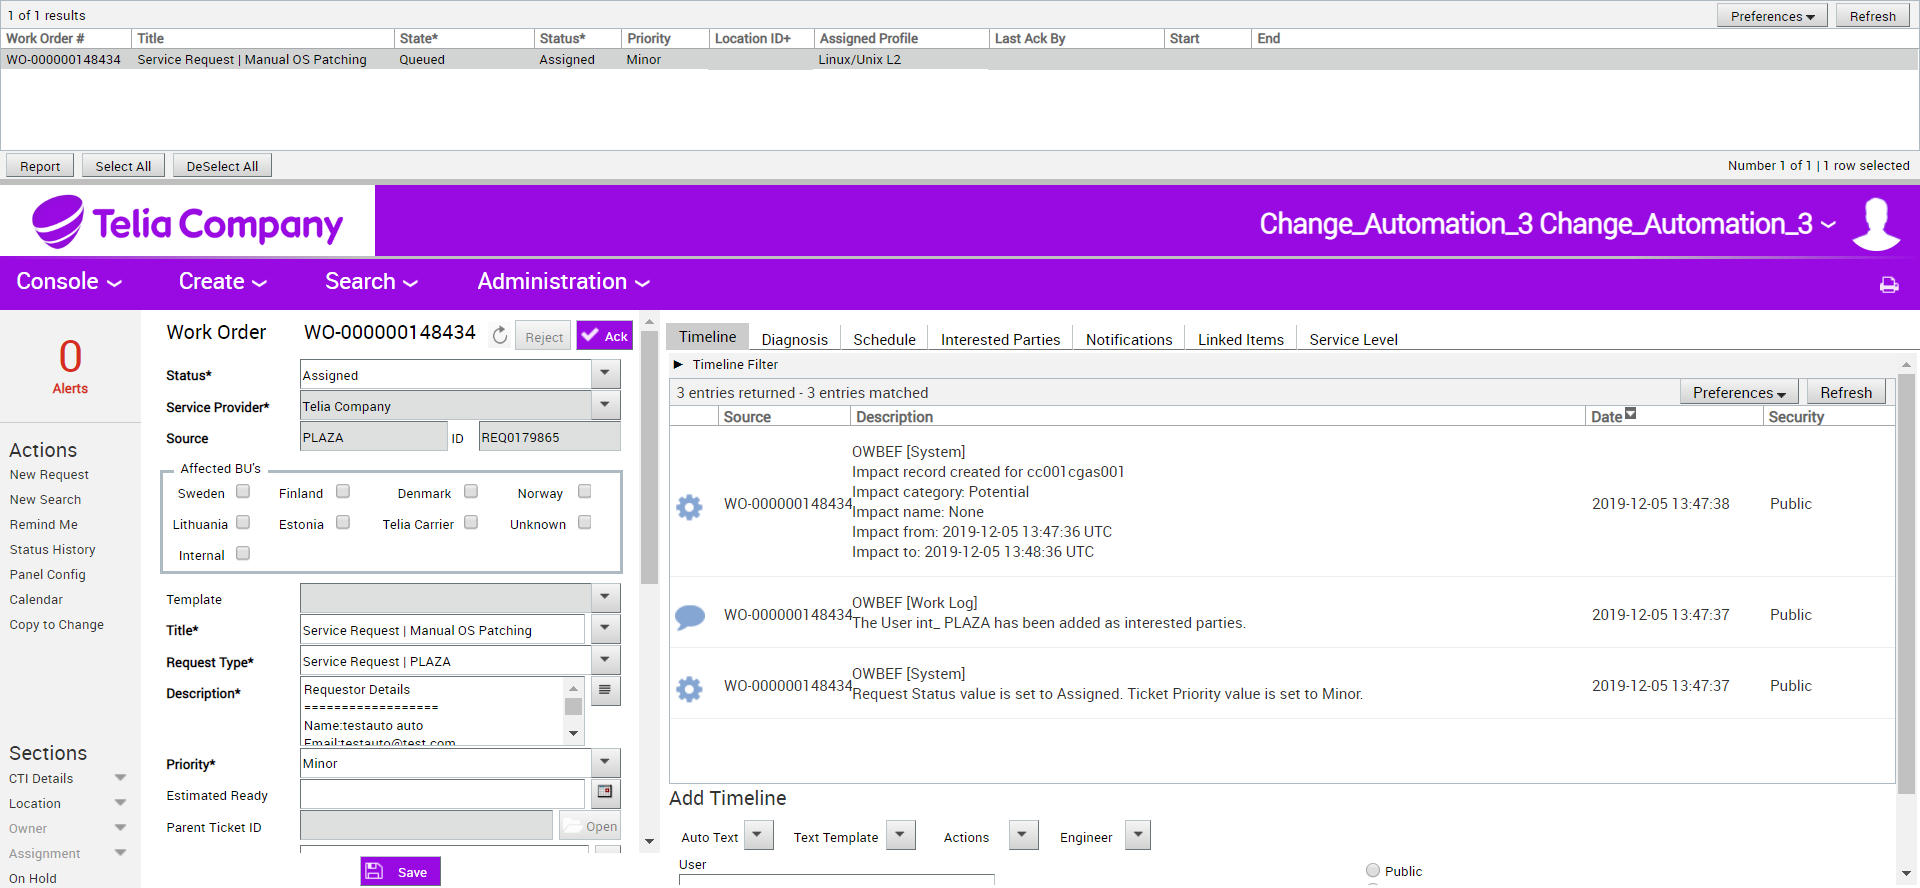 1 of 1 results
Preferences Refresh
Work Order # Title State* Status* Priority Location ID+ Assigned Profile Last Ack By Start End
WO-000000148434 Service Request | Manual OS Patching Queued Assigned Minor Linux/Unix L2
Report Select All DeSelect All Number 1 of 1 | 1 row selected
Telia Company
Change_Automation_3 Change_Automation_3
Console Create Search Administration
0
Alerts
Actions
New Request
New Search
Remind Me
Status History
Panel Config
Calendar
Copy to Change
Sections
CTI Details
Location
Owner
Assignment
On Hold
Work Order WO-000000148434 Reject Ack
Status* Assigned
Service Provider* Telia Company
Source PLAZA ID REQ0179865
Affected BU's
Sweden Finland Denmark Norway
Lithuania Estonia Telia Carrier Unknown
Internal
Template
Title* Service Request | Manual OS Patching
Request Type* Service Request | PLAZA
Description* Requestor Details
==================
Name:testauto auto
Email:testauto@test.com
Priority* Minor
Estimated Ready
Parent Ticket ID Open
Save
Timeline Diagnosis Schedule Interested Parties Notifications Linked Items Service Level
Timeline Filter
3 entries returned - 3 entries matched Preferences Refresh
Source Description Date Security
OWBEF [System]
Impact record created for cc001cgas001
Impact category: Potential
WO-000000148434 Impact name: None 2019-12-05 13:47:38 Public
Impact from: 2019-12-05 13:47:36 UTC
Impact to: 2019-12-05 13:48:36 UTC
OWBEF [Work Log]
WO-000000148434 The User int_ PLAZA has been added as interested parties. 2019-12-05 13:47:37 Public
OWBEF [System]
WO-000000148434 Request Status value is set to Assigned. Ticket Priority value is set to Minor. 2019-12-05 13:47:37 Public
Add Timeline
Auto Text Text Template Actions Engineer
User
Public